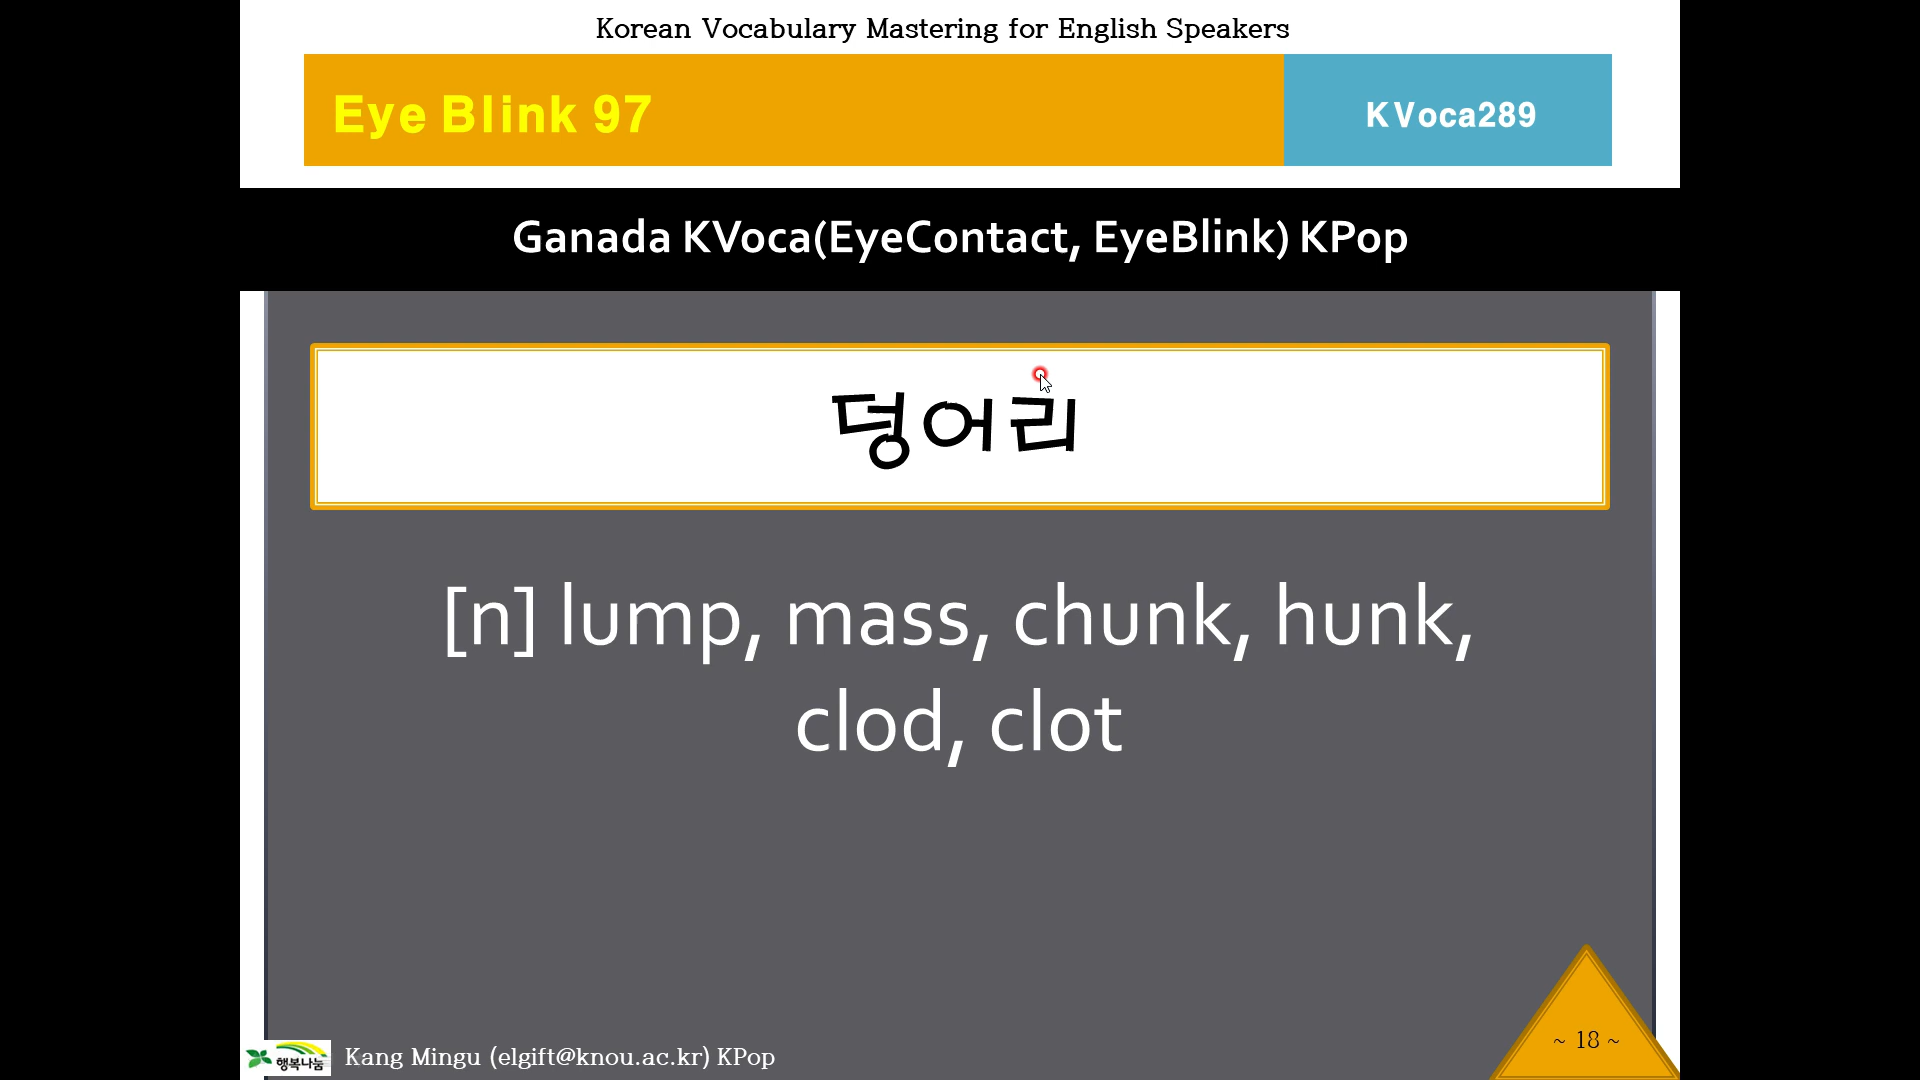 Korean Vocabulary Mastering for English Speakers
Eye Blink 97
KVoca289
Ganada KVoca(EyeContact, EyeBlink) KPop
덩어리
[n] lump, mass, chunk, hunk,
clod, clot
~ 18 ~
행복나눔
Kang Mingu (elgift@knou.ac.kr) KPop